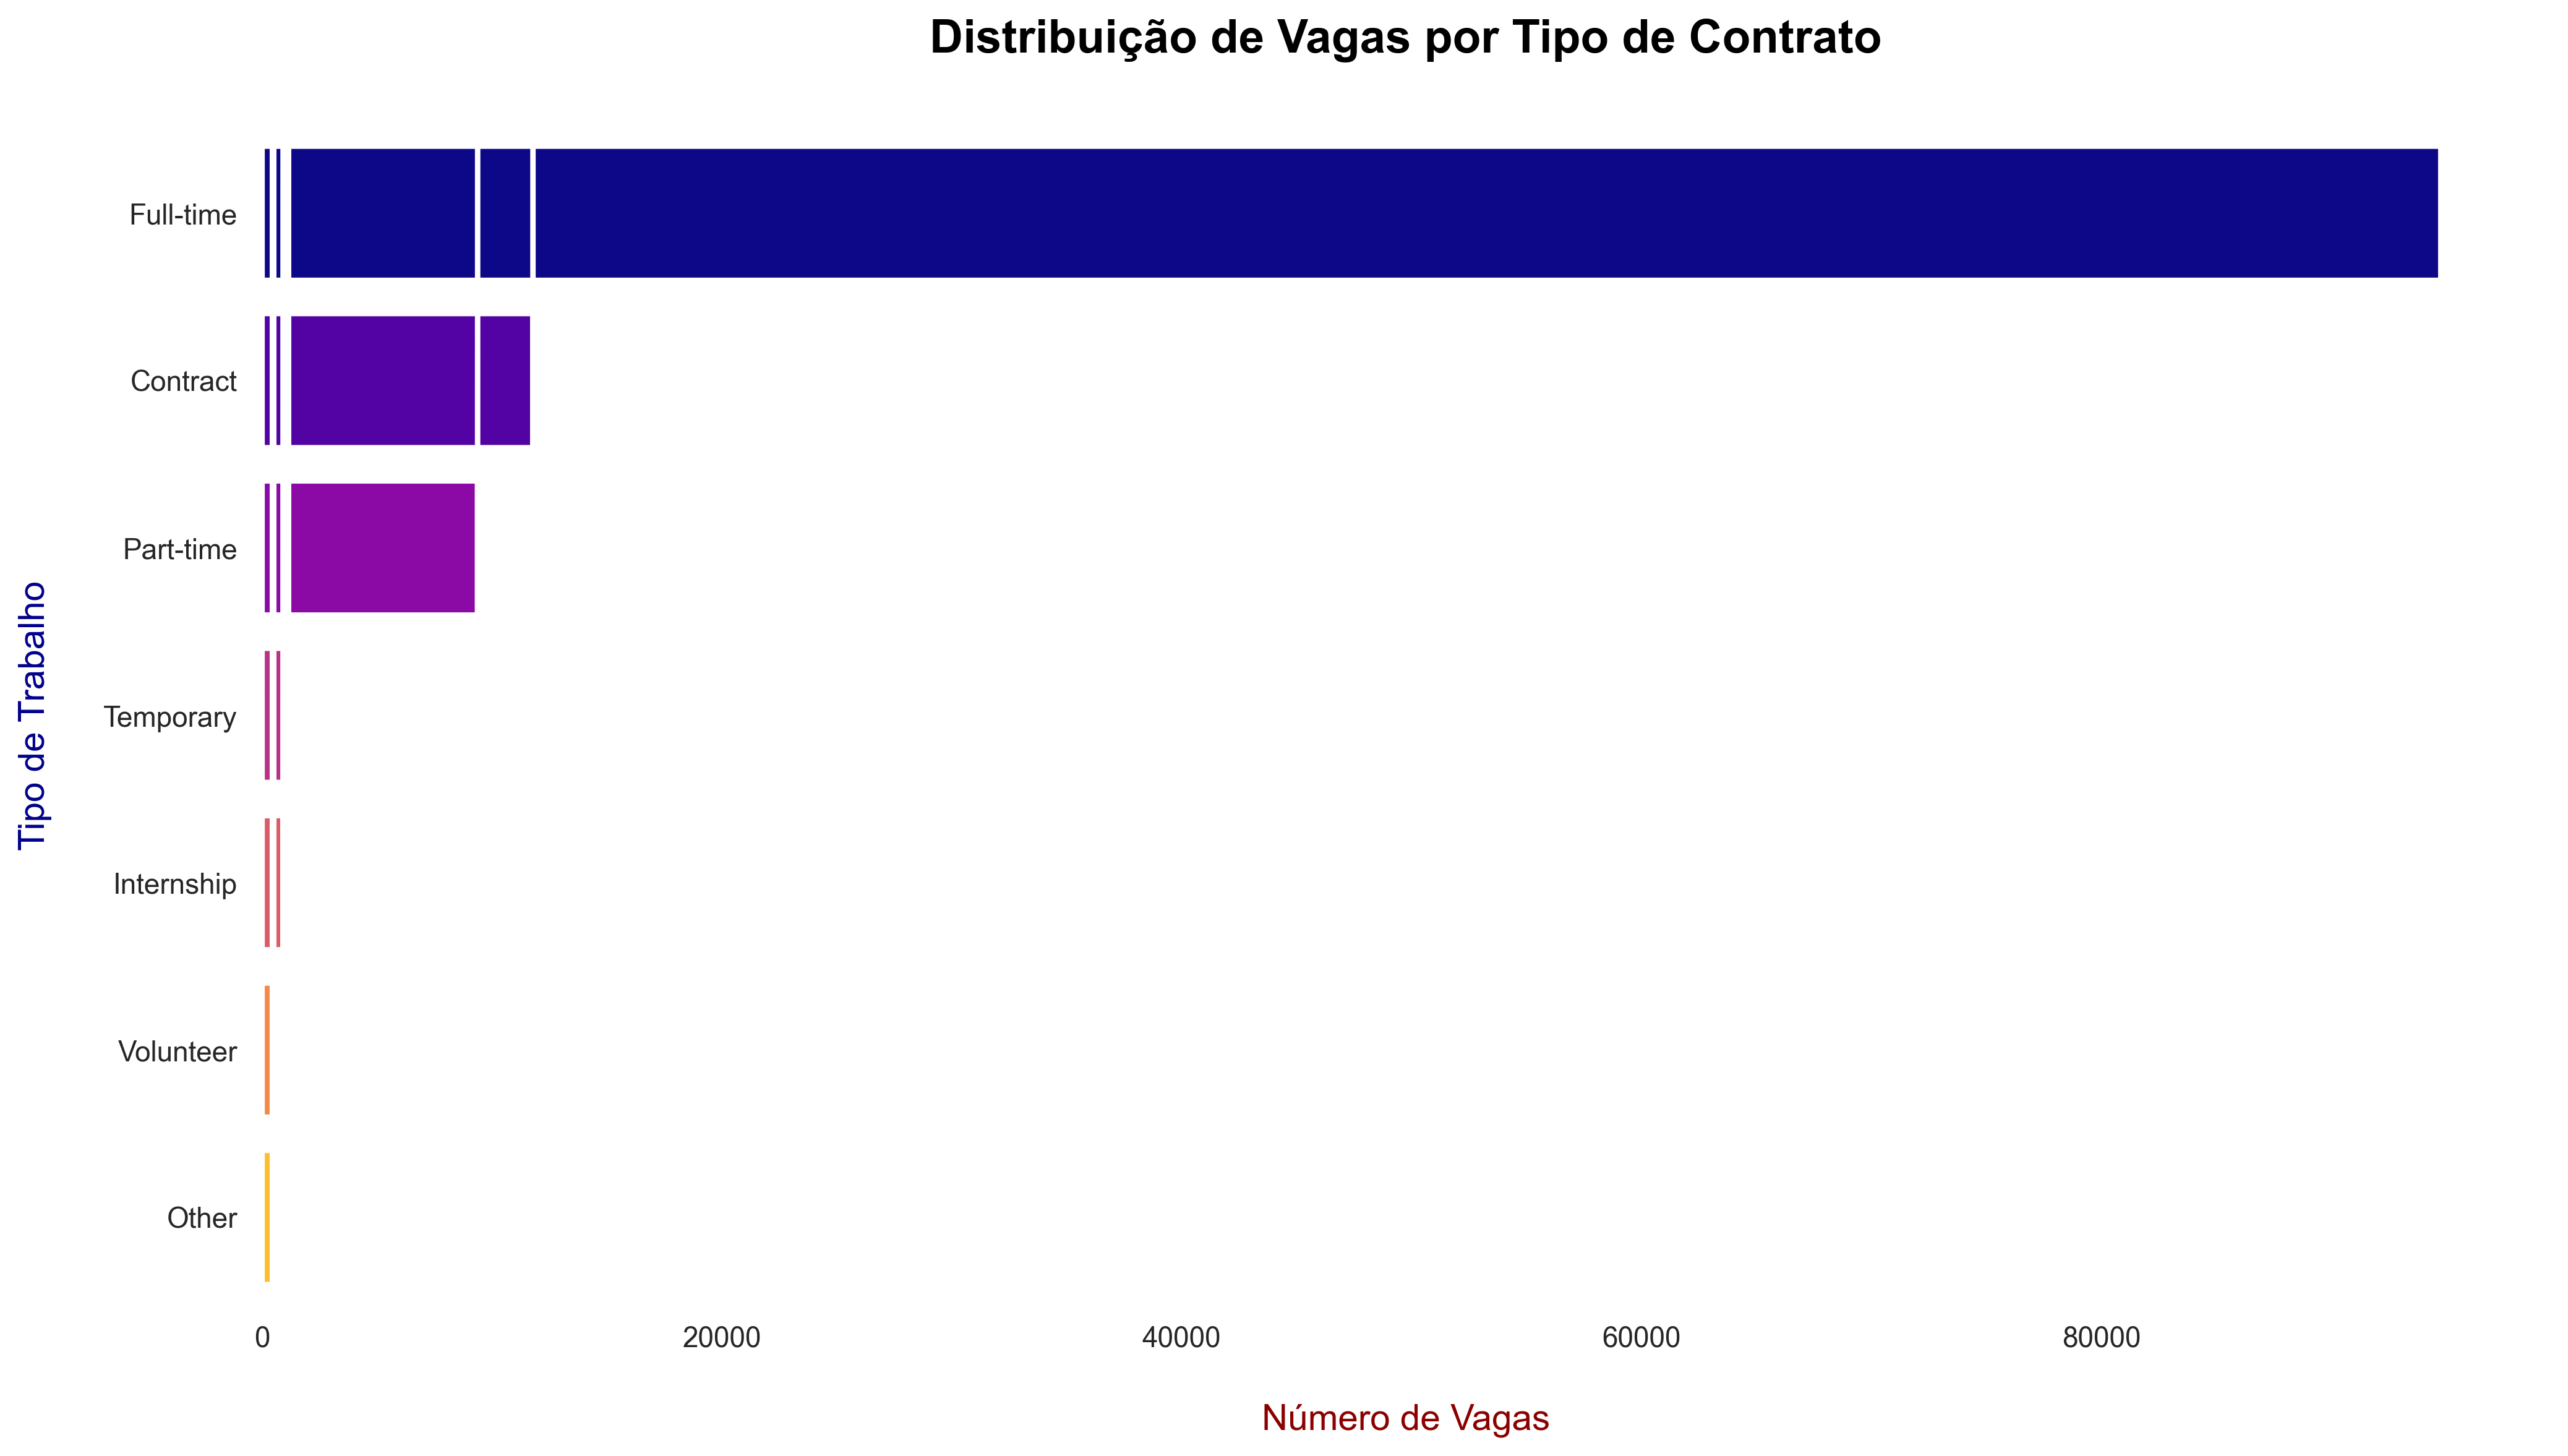 Distribuição de Vagas por Tipo de Contrato
Full-time
Contract
Part-time
Temporary
Internship
Volunteer
Other
Tipo de Trabalho
0
20000
40000
60000
80000
Número de Vagas